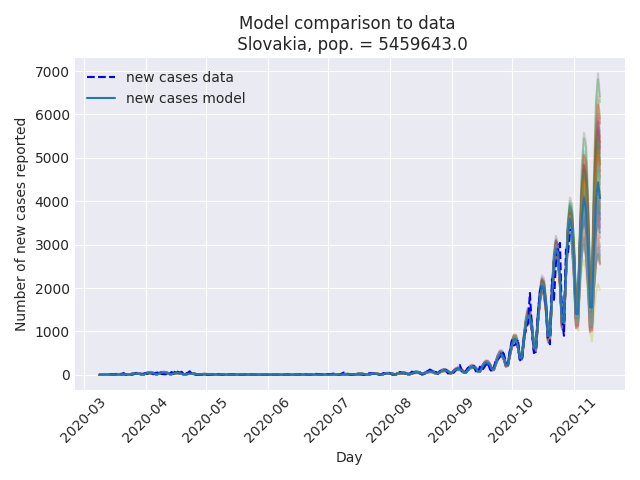 Model comparison to data
Slovakia, pop. = 5459643.0
7000
new cases data
new cases model
6000
5000
4000
3000
2000
1000
0
Number of new cases reported
2020-03
2020-04
2020-05
2020-06
2020-07
2020-08
2020-09
2020-10
2020-11
Day